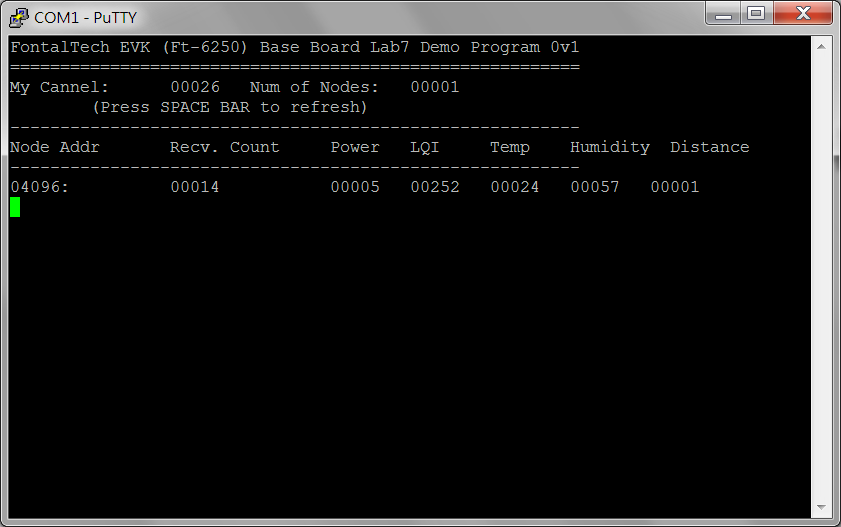 COM1 - PuTTY
FontalTech EVK (Ft-6250) Base Board Lab7 Demo Program 0v1
=========================================================
My Cannel:      00026   Num of Nodes:   00001
        (Press SPACE BAR to refresh)
---------------------------------------------------------
Node Addr       Recv. Count     Power   LQI     Temp    Humidity  Distance
---------------------------------------------------------
04096:          00014           00005   00252   00024   00057   00001